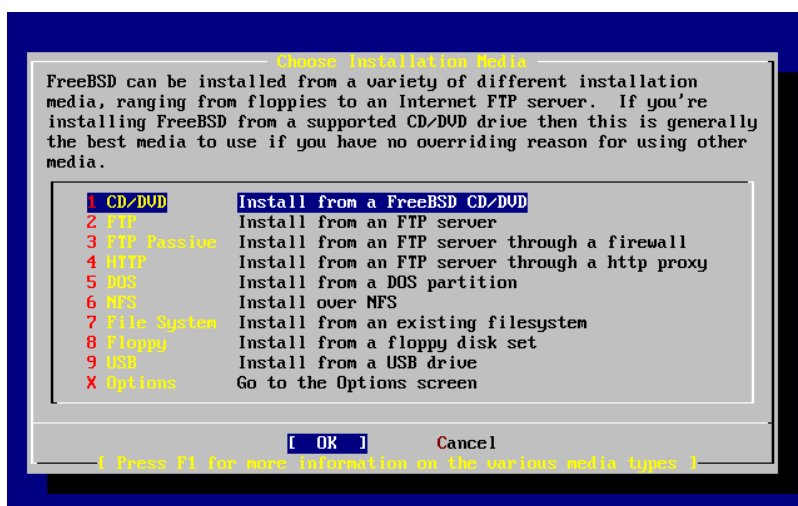 Choose Installation Media
FreeBSD can be installed from a variety of different installation
media, ranging from floppies to an Internet FTP server.  If you're
installing FreeBSD from a supported CD/DVD drive then this is generally
the best media to use if you have no overriding reason for using other
media.
1 CD/DVD Install from a FreeBSD CD/DVD
2 FTP Install from an FTP server
3 FTP Passive Install from an FTP server through a firewall
4 HTTP Install from an FTP server through a http proxy
5 DOS Install from a DOS partition
6 NFS Install over NFS
7 File System Install from an existing filesystem
8 Floppy Install from a floppy disk set
9 USB Install from a USB drive
X Options Go to the Options screen
[ OK ] Cancel
[ Press F1 for more information on the various media types ]